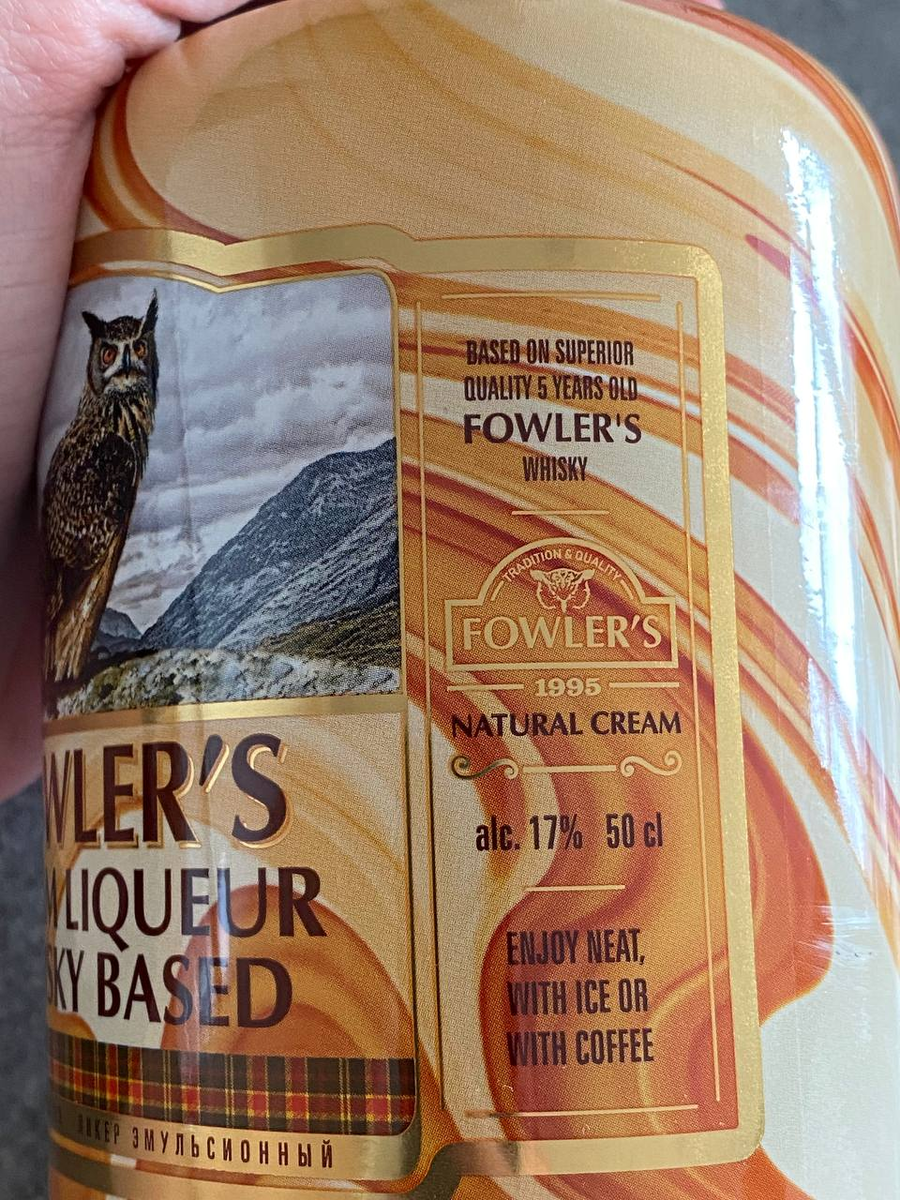 WLER'S
LIQUEUR
KY BASED
ЛИКЕР ЭМУЛЬСИОННЫЙ
BASED ON SUPERIOR
QUALITY 5 YEARS OLD
FOWLER'S
WHISKY
TRADITION & QUALITY
FOWLER'S
1995
NATURAL CREAM
alc. 17% 50 cl
ENJOY NEAT,
WITH ICE OR
WITH COFFEE